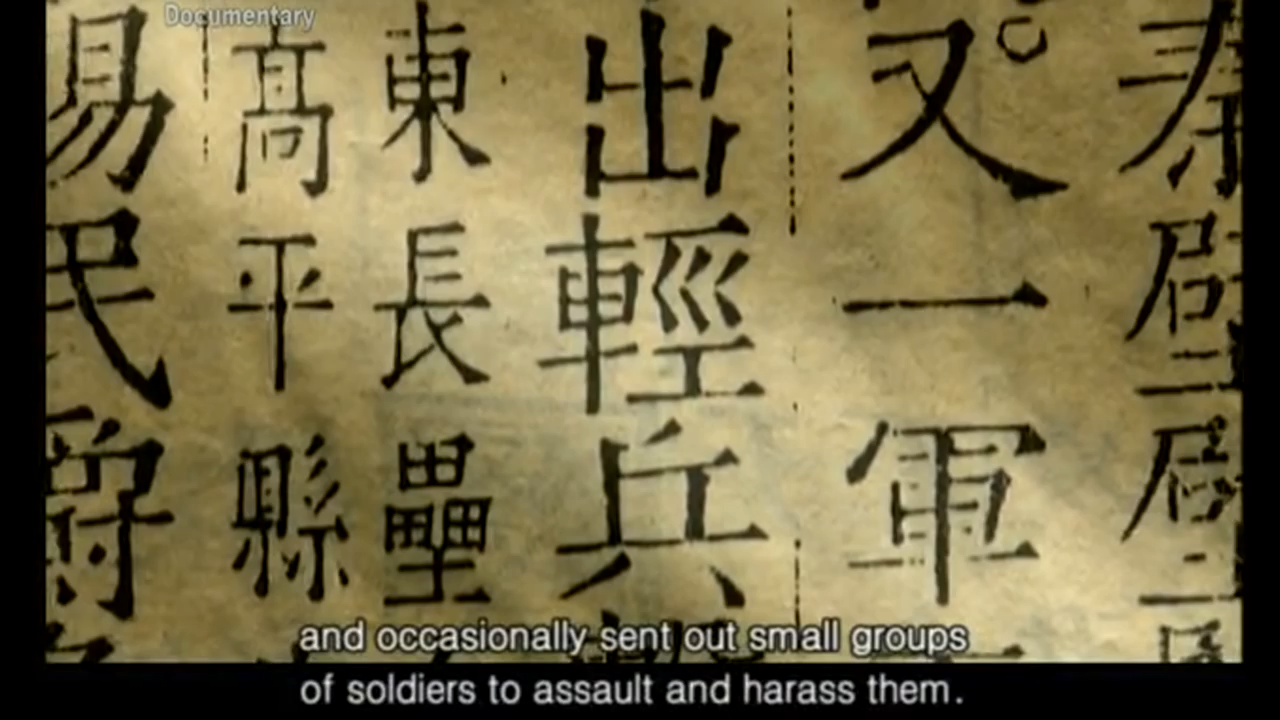 Documentary
又一軍
出輕兵
東長壘
高平縣
民爵
and occasionally sent out small groups
of soldiers to assault and harass them.